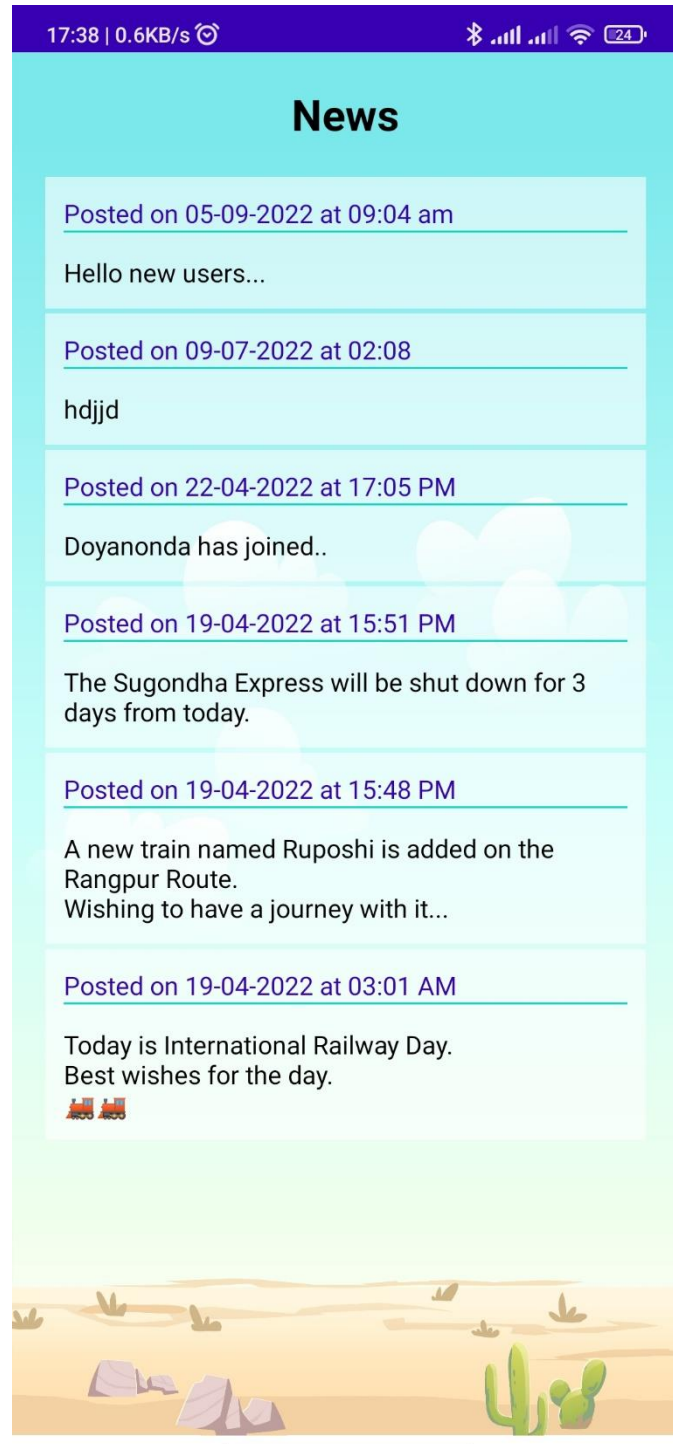 17:38 | 0.6KB/s
24
News
Posted on 05-09-2022 at 09:04 am
Hello new users...
Posted on 09-07-2022 at 02:08
hdjjd
Posted on 22-04-2022 at 17:05 PM
Doyanonda has joined..
Posted on 19-04-2022 at 15:51 PM
The Sugondha Express will be shut down for 3
days from today.
Posted on 19-04-2022 at 15:48 PM
A new train named Ruposhi is added on the
Rangpur Route.
Wishing to have a journey with it...
Posted on 19-04-2022 at 03:01 AM
Today is International Railway Day.
Best wishes for the day.
🚂🚂